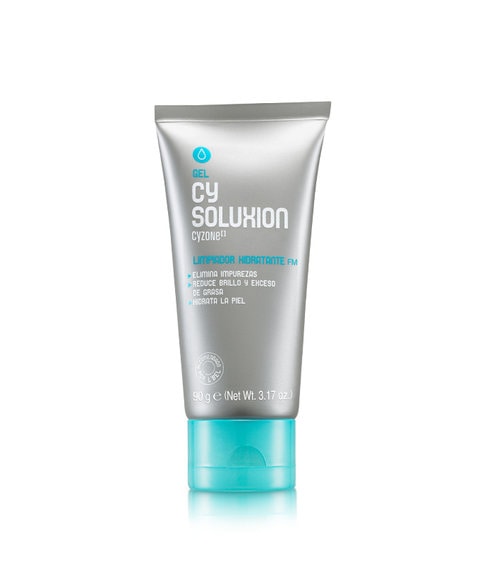 GEL
CY
SOLUXION
CYZONE
LIMPIADOR HIDRATANTE FM
ELIMINA IMPUREZAS
REDUCE BRILLO Y EXCESO
DE GRASA
HIDRATA LA PIEL
90 g e (Net Wt. 3.17 oz.)